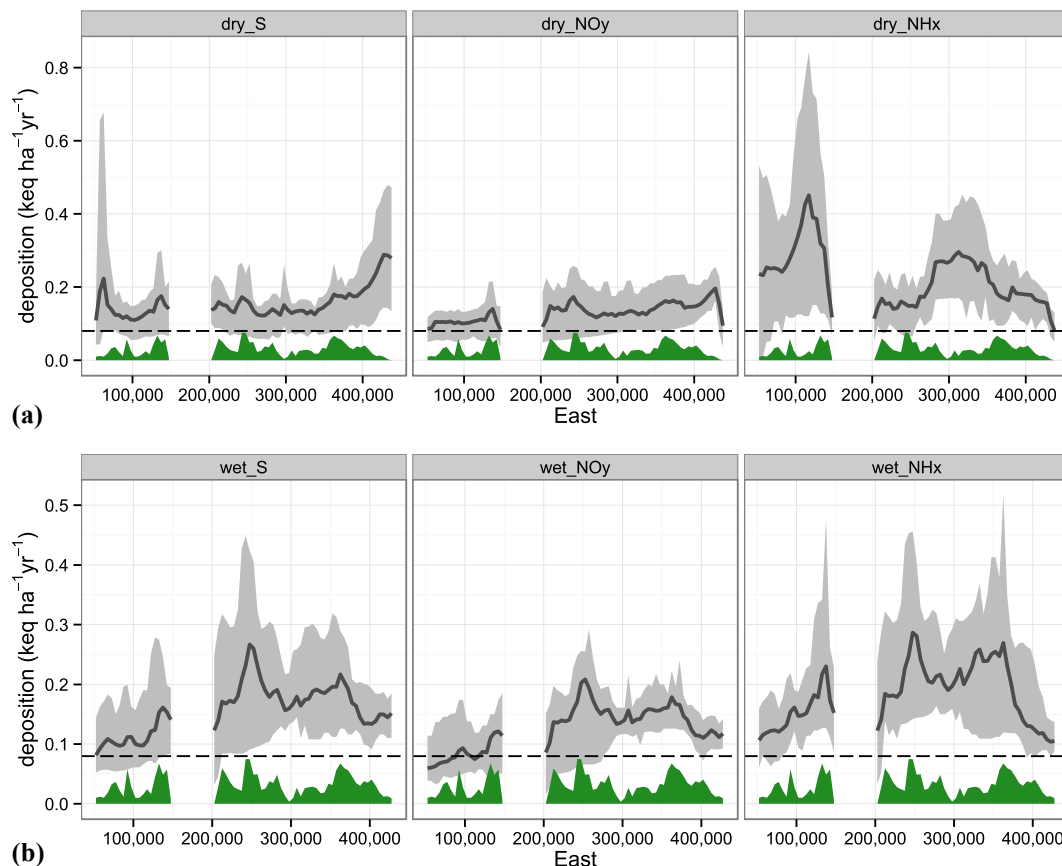 dry_S dry_NOy dry_NHx
0.8
0.6
0.4
0.2
0.0
deposition (keq ha−1yr−1)
100,000 200,000 300,000 400,000 100,000 200,000 300,000 400,000 100,000 200,000 300,000 400,000
East
(a)
wet_S wet_NOy wet_NHx
0.5
0.4
0.3
0.2
0.1
0.0
deposition (keq ha−1yr−1)
100,000 200,000 300,000 400,000 100,000 200,000 300,000 400,000 100,000 200,000 300,000 400,000
East
(b)